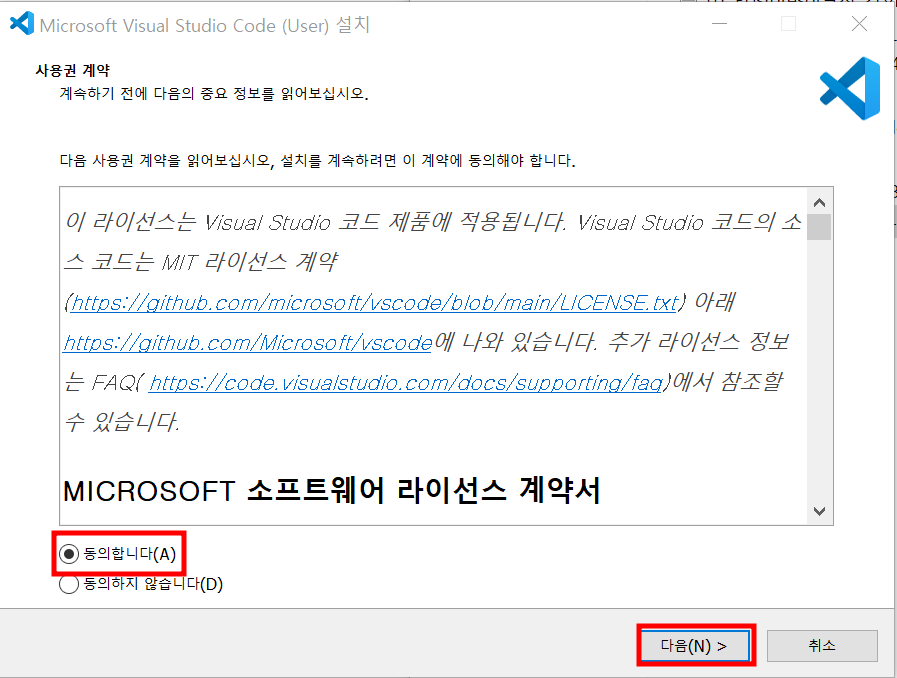 Microsoft Visual Studio Code (User) 설치
사용권 계약
계속하기 전에 다음의 중요 정보를 읽어보십시오.
다음 사용권 계약을 읽어보십시오, 설치를 계속하려면 이 계약에 동의해야 합니다.
이 라이선스는 Visual Studio 코드 제품에 적용됩니다. Visual Studio 코드의 소
스 코드는 MIT 라이선스 계약
(https://github.com/microsoft/vscode/blob/main/LICENSE.txt) 아래
https://github.com/Microsoft/vscode에 나와 있습니다. 추가 라이선스 정보
는 FAQ( https://code.visualstudio.com/docs/supporting/faq)에서 참조할
수 있습니다.
MICROSOFT 소프트웨어 라이선스 계약서
동의합니다(A)
동의하지 않습니다(D)
다음(N) >
취소